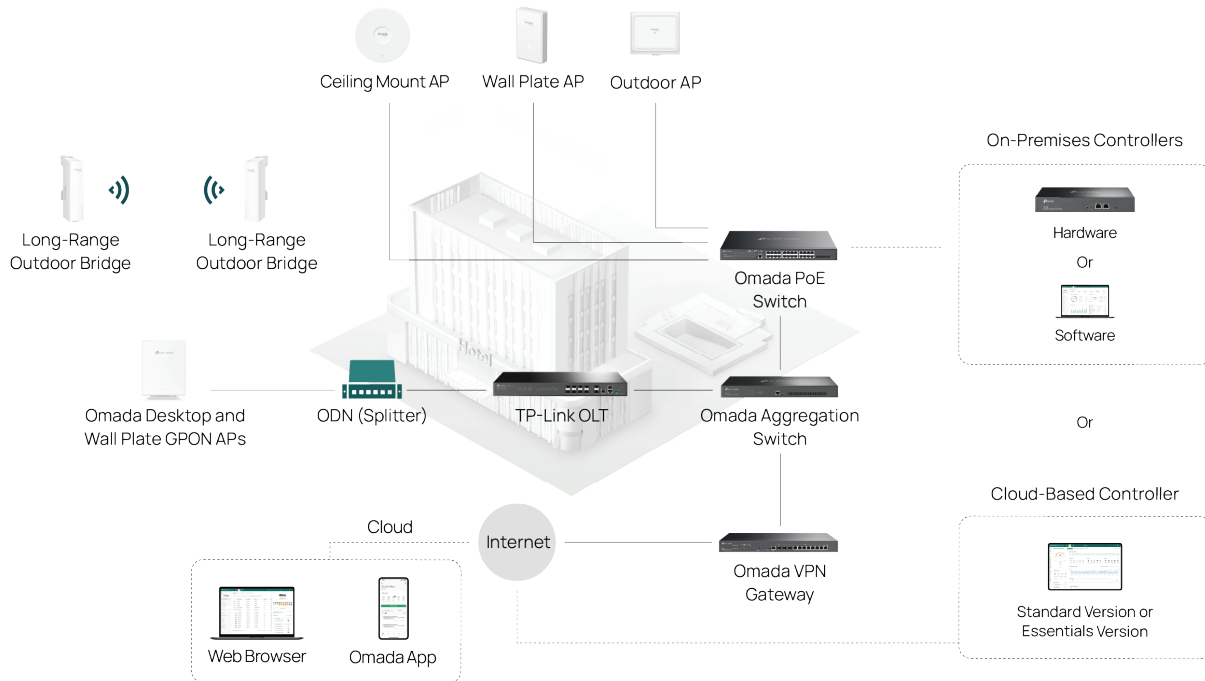 Ceiling Mount AP
Wall Plate AP
Outdoor AP
On-Premises Controllers
Long-Range
Outdoor Bridge
Long-Range
Outdoor Bridge
Hardware
Or
Software
Omada PoE
Switch
Hotel
Omada Desktop and
Wall Plate GPON APs
ODN (Splitter)
TP-Link OLT
Omada Aggregation
Switch
Or
Cloud-Based Controller
Cloud
Internet
Omada VPN
Gateway
Standard Version or
Essentials Version
Web Browser
Omada App